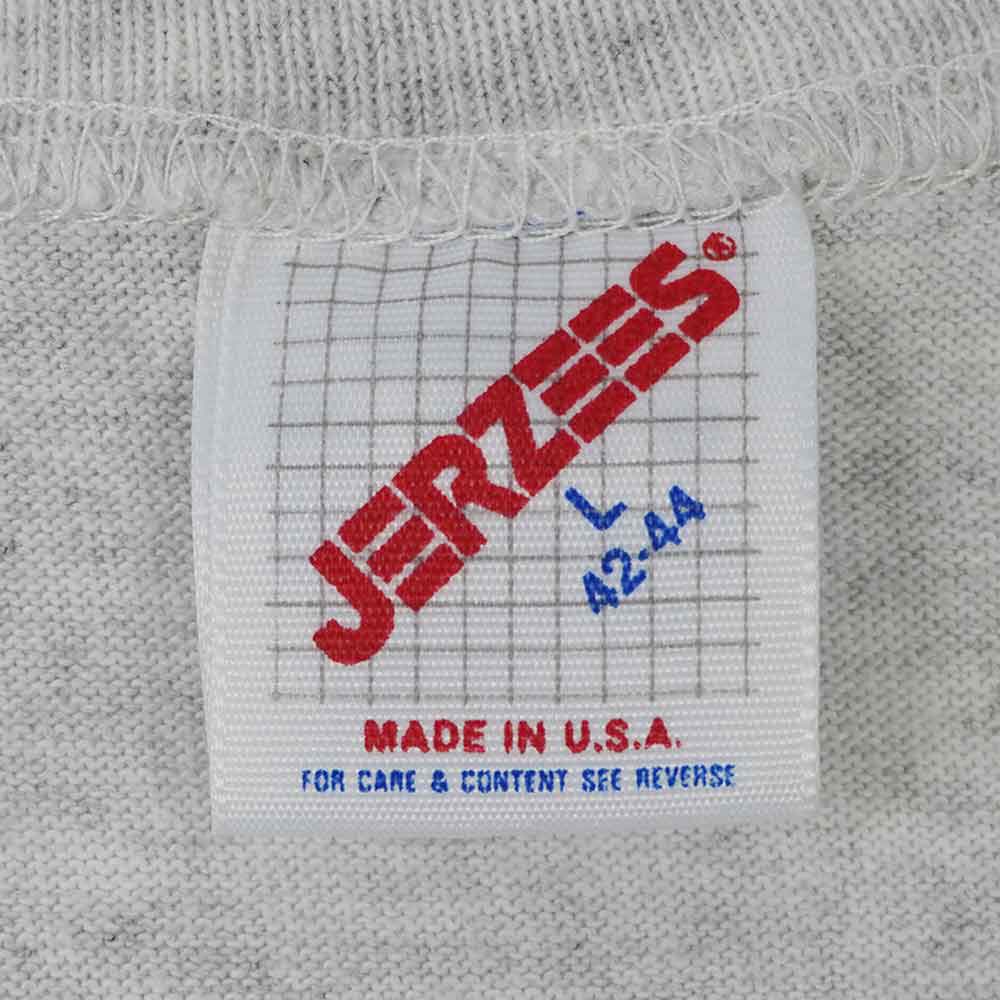 JERZEES®
L
42-44
MADE IN U.S.A.
FOR CARE & CONTENT SEE REVERSE